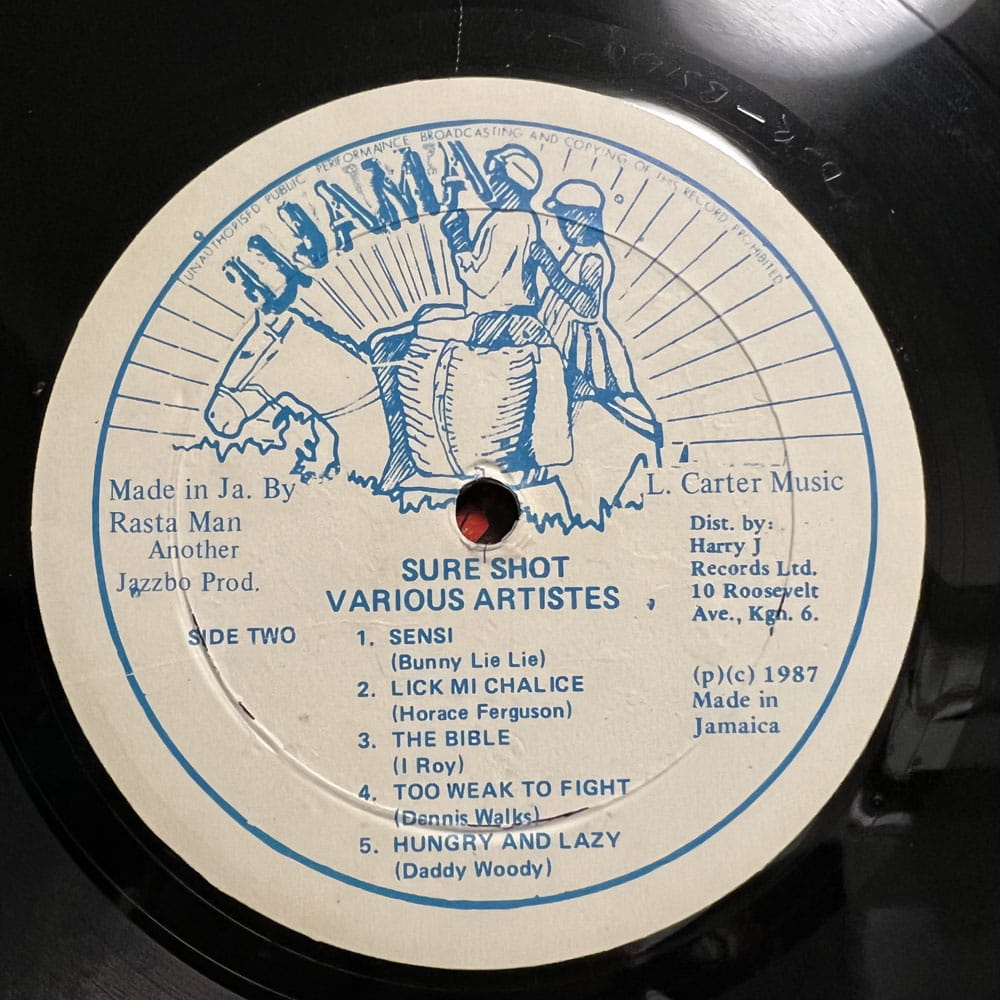 UNAUTHORISED PUBLIC PERFORMANCE BROADCASTING AND COPYING OF THIS RECORD PROHIBITED
UJAMA
Made in Ja. By
Rasta Man
Another
Jazzbo Prod.
L. Carter Music
Dist. by:
Harry J
Records Ltd.
10 Roosevelt
Ave., Kgn. 6.
SURE SHOT
VARIOUS ARTISTES
SIDE TWO
1. SENSI
(Bunny Lie Lie)
2. LICK MI CHALICE
(Horace Ferguson)
3. THE BIBLE
(I Roy)
4. TOO WEAK TO FIGHT
(Dennis Walks)
5. HUNGRY AND LAZY
(Daddy Woody)
(p)(c) 1987
Made in
Jamaica